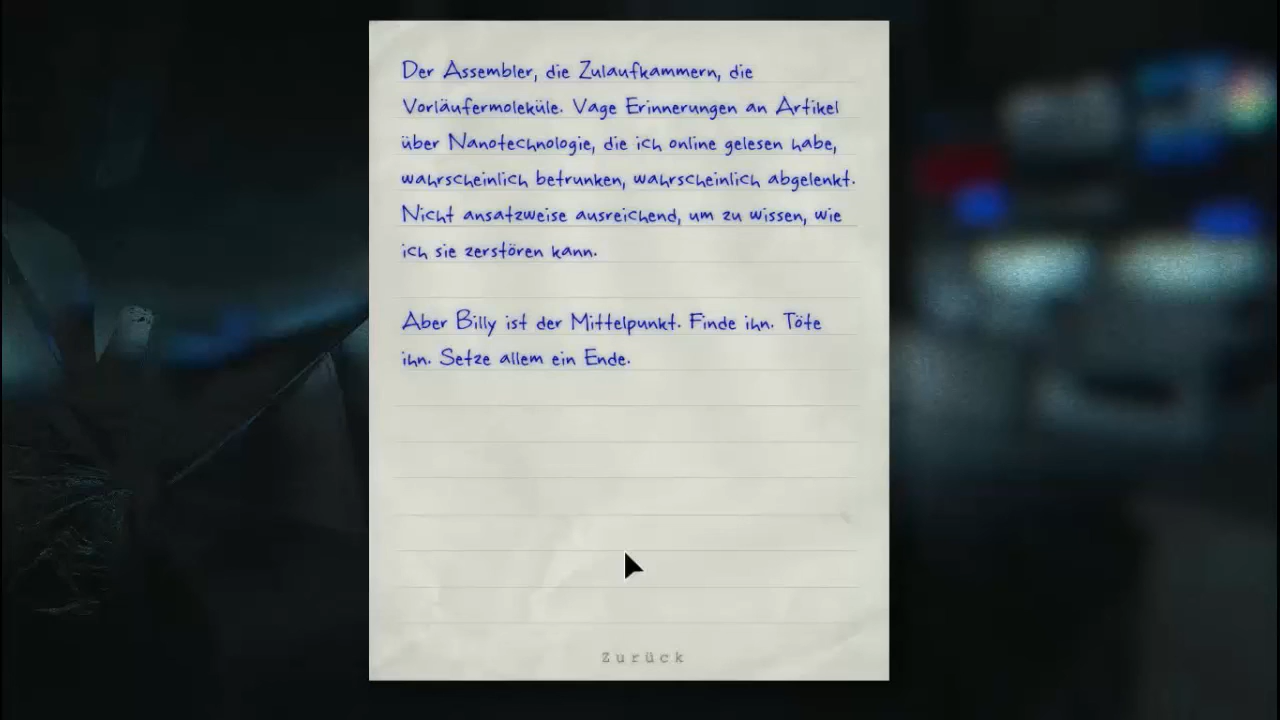 Der Assembler, die Zulaufkammern, die
Vorläufermoleküle. Vage Erinnerungen an Artikel
über Nanotechnologie, die ich online gelesen habe,
wahrscheinlich betrunken, wahrscheinlich abgelenkt.
Nicht ansatzweise ausreichend, um zu wissen, wie
ich sie zerstören kann.
Aber Billy ist der Mittelpunkt. Finde ihn. Töte
ihn. Setze allem ein Ende.
Zurück